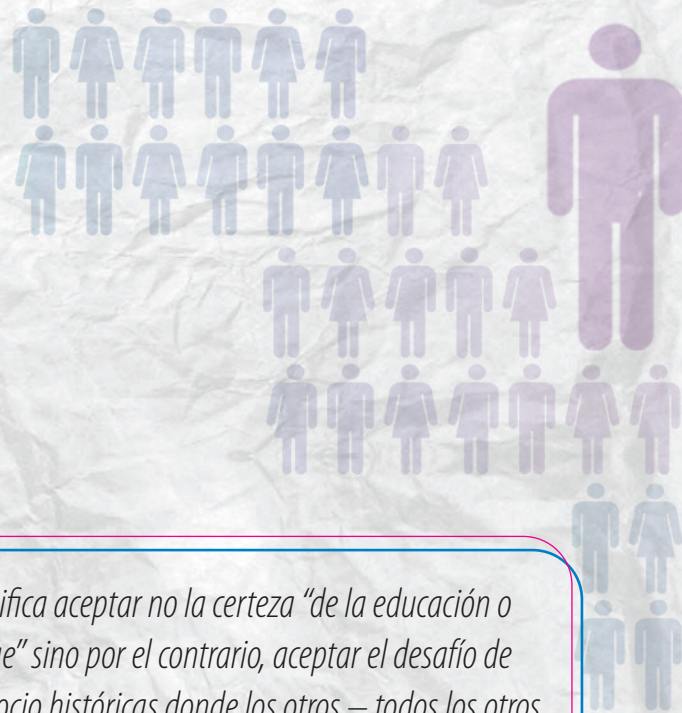 ifica aceptar no la certeza “de la educación o
e” sino por el contrario, aceptar el desafío de
ocio históricas donde los otros – todos los otros